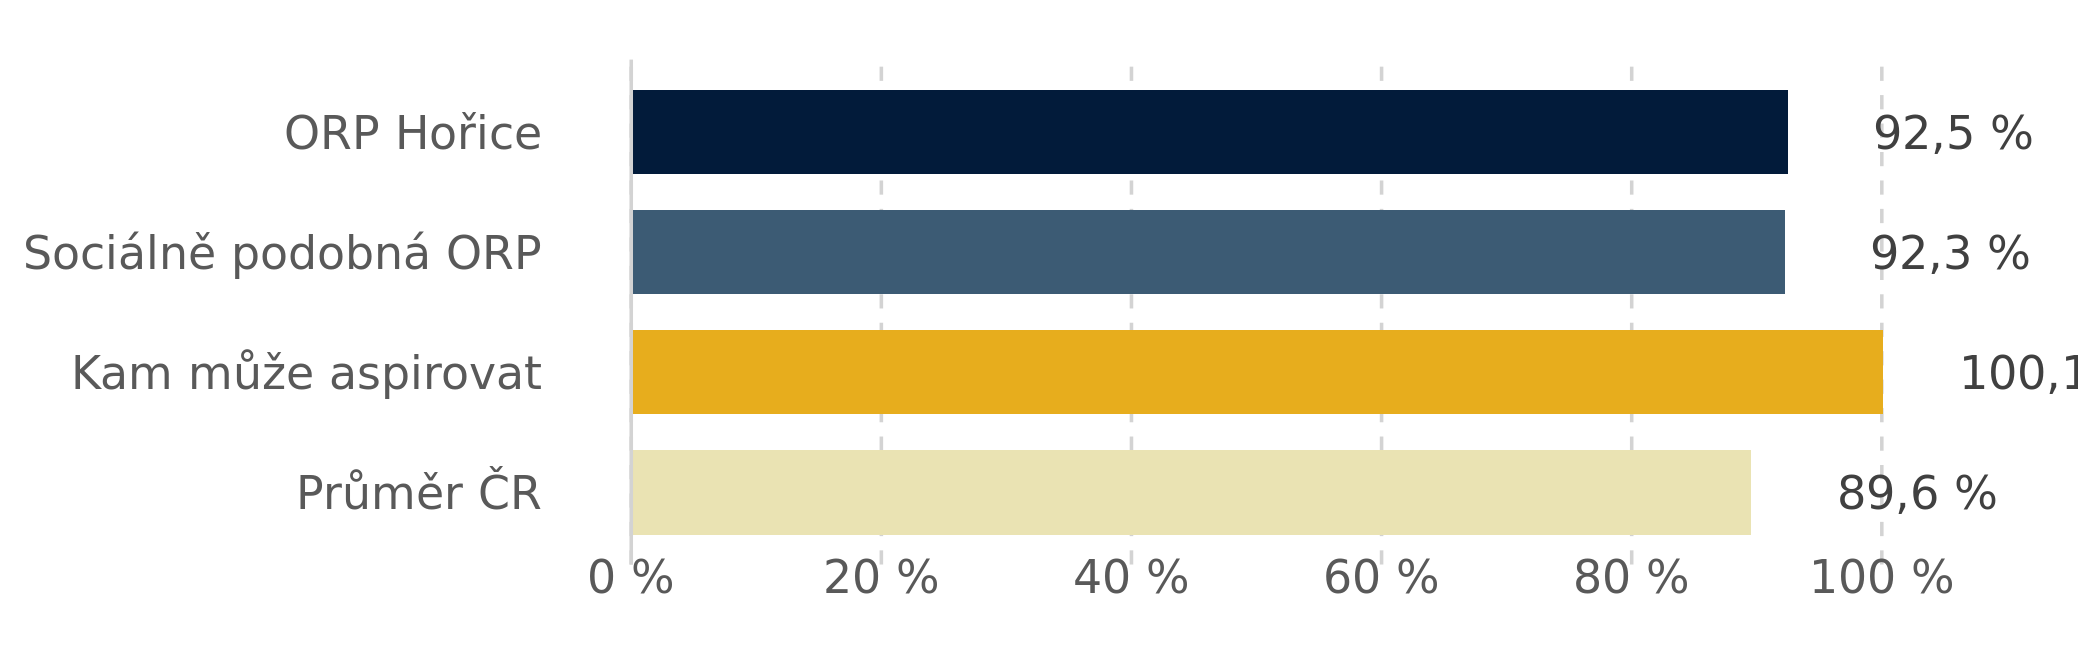 ORP Hořice 92,5 %
Sociálně podobná ORP 92,3 %
Kam může aspirovat 100,1
Průměr ČR 89,6 %
0 % 20 % 40 % 60 % 80 % 100 %